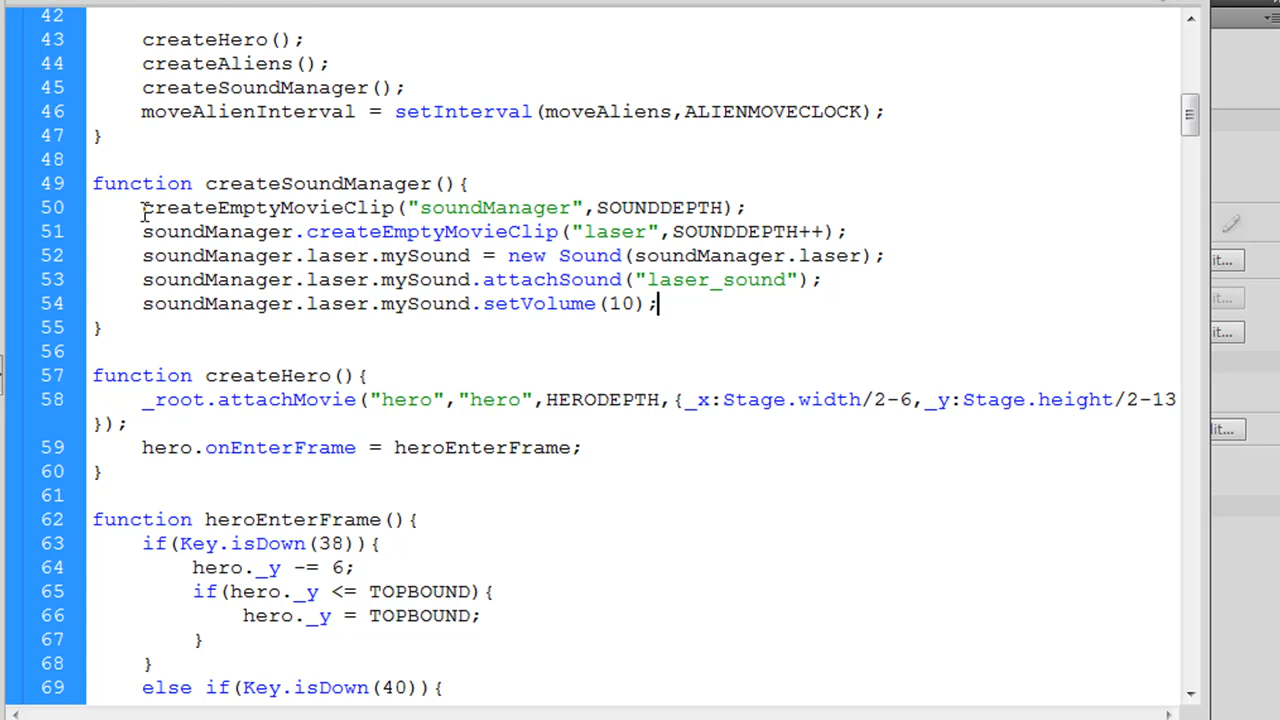 42
43 createHero();
44 createAliens();
45 createSoundManager();
46 moveAlienInterval = setInterval(moveAliens,ALIENMOVECLOCK);
47 }
48
49 function createSoundManager(){
50 createEmptyMovieClip("soundManager",SOUNDDEPTH);
51 soundManager.createEmptyMovieClip("laser",SOUNDDEPTH++);
52 soundManager.laser.mySound = new Sound(soundManager.laser);
53 soundManager.laser.mySound.attachSound("laser_sound");
54 soundManager.laser.mySound.setVolume(10);
55 }
56
57 function createHero(){
58 _root.attachMovie("hero","hero",HERODEPTH,{_x:Stage.width/2-6,_y:Stage.height/2-13
});
59 hero.onEnterFrame = heroEnterFrame;
60 }
61
62 function heroEnterFrame(){
63 if(Key.isDown(38)){
64 hero._y -= 6;
65 if(hero._y <= TOPBOUND){
66 hero._y = TOPBOUND;
67 }
68 }
69 else if(Key.isDown(40)){
it...
it...
it...